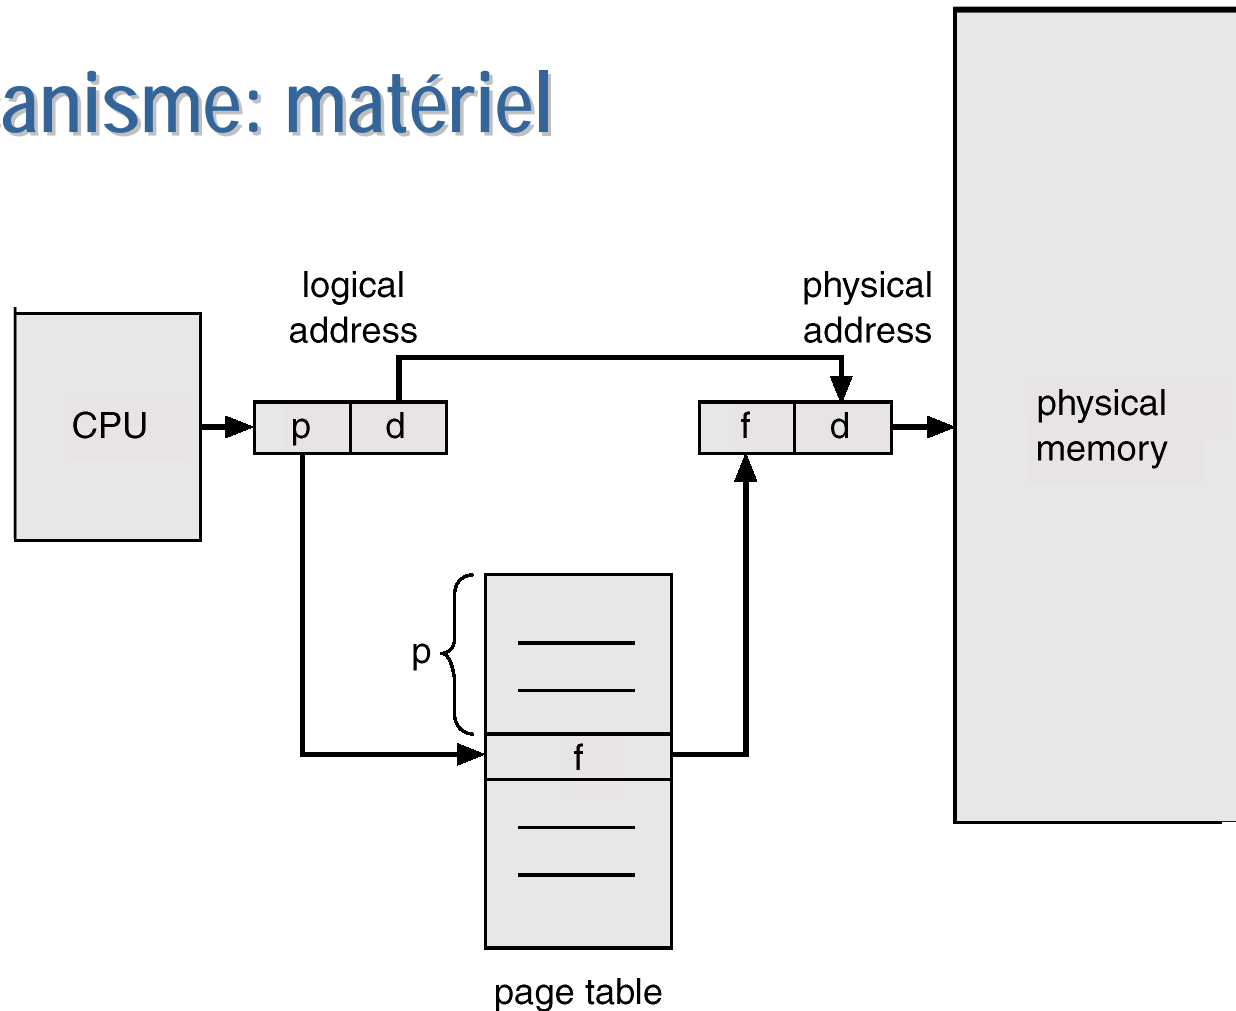 anisme: matériel
logical
address
physical
address
CPU
p
d
f
d
physical
memory
p
f
page table